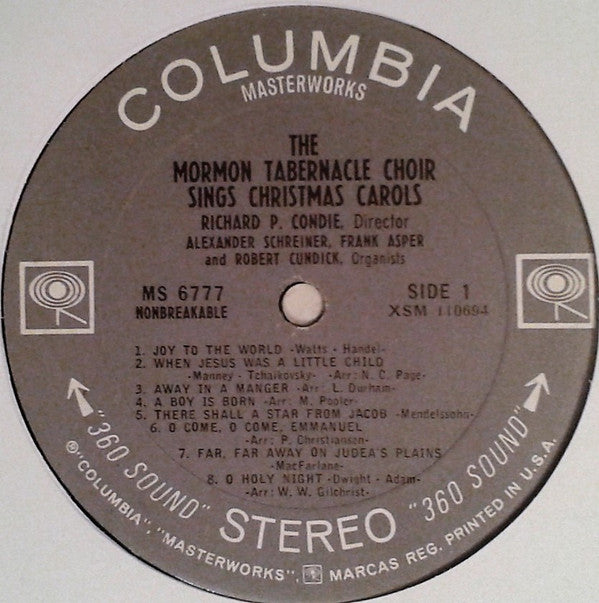 COLUMBIA
MASTERWORKS
THE
MORMON TABERNACLE CHOIR
SINGS CHRISTMAS CAROLS
RICHARD P. CONDIE, Director
ALEXANDER SCHREINER, FRANK ASPER
and ROBERT CUNDICK, Organists
MS 6777
NONBREAKABLE
SIDE 1
XSM 110694
1. JOY TO THE WORLD -Watts - Handel-
2. WHEN JESUS WAS A LITTLE CHILD
-Manney - Tchaikovsky- -Arr: N. C. Page-
3. AWAY IN A MANGER -Arr: L. Durham-
4. A BOY IS BORN -Arr: M. Pooler-
5. THERE SHALL A STAR FROM JACOB -Mendelssohn-
6. O COME, O COME, EMMANUEL
-Arr: P. Christiansen-
7. FAR, FAR AWAY ON JUDEA'S PLAINS
-MacFarlane-
8. O HOLY NIGHT -Dwight - Adam-
-Arr: W. W. Gilchrist-
"360 SOUND" STEREO "360 SOUND"
®"COLUMBIA", "MASTERWORKS", MARCAS REG. PRINTED IN U.S.A.